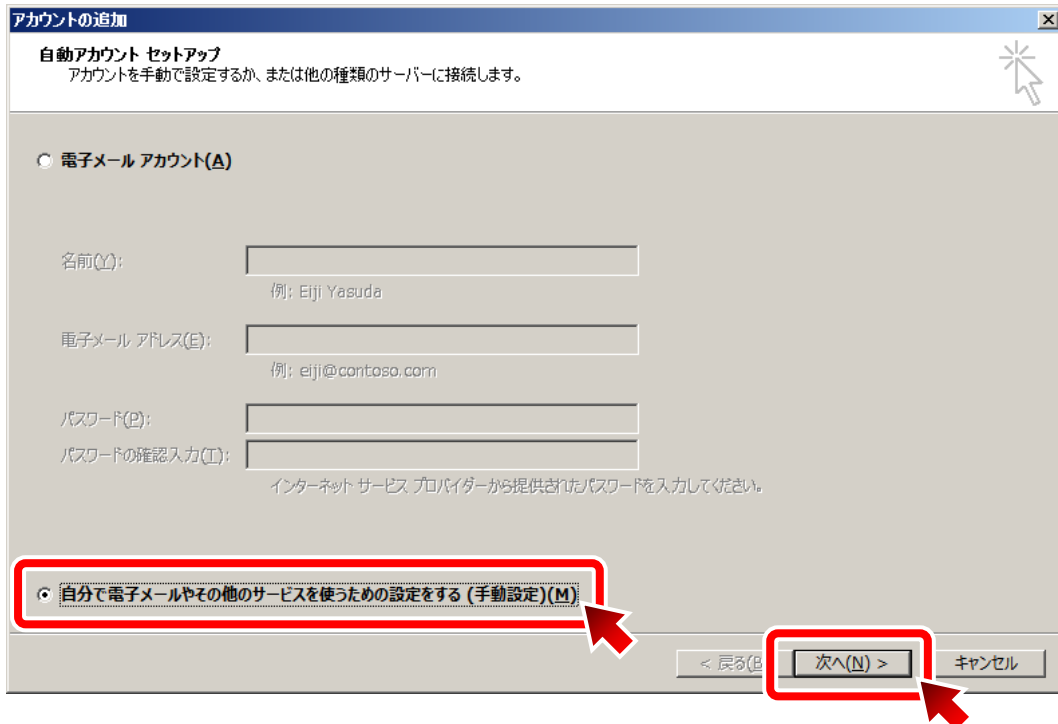 アカウントの追加
自動アカウント セットアップ
アカウントを手動で設定するか、または他の種類のサーバーに接続します。
電子メール アカウント(A)
名前(Y):
例: Eiji Yasuda
電子メール アドレス(E):
例: eiji@contoso.com
パスワード(P):
パスワードの確認入力(T):
インターネット サービス プロバイダーから提供されたパスワードを入力してください。
自分で電子メールやその他のサービスを使うための設定をする (手動設定)(M)
< 戻る(B 次へ(N) > キャンセル